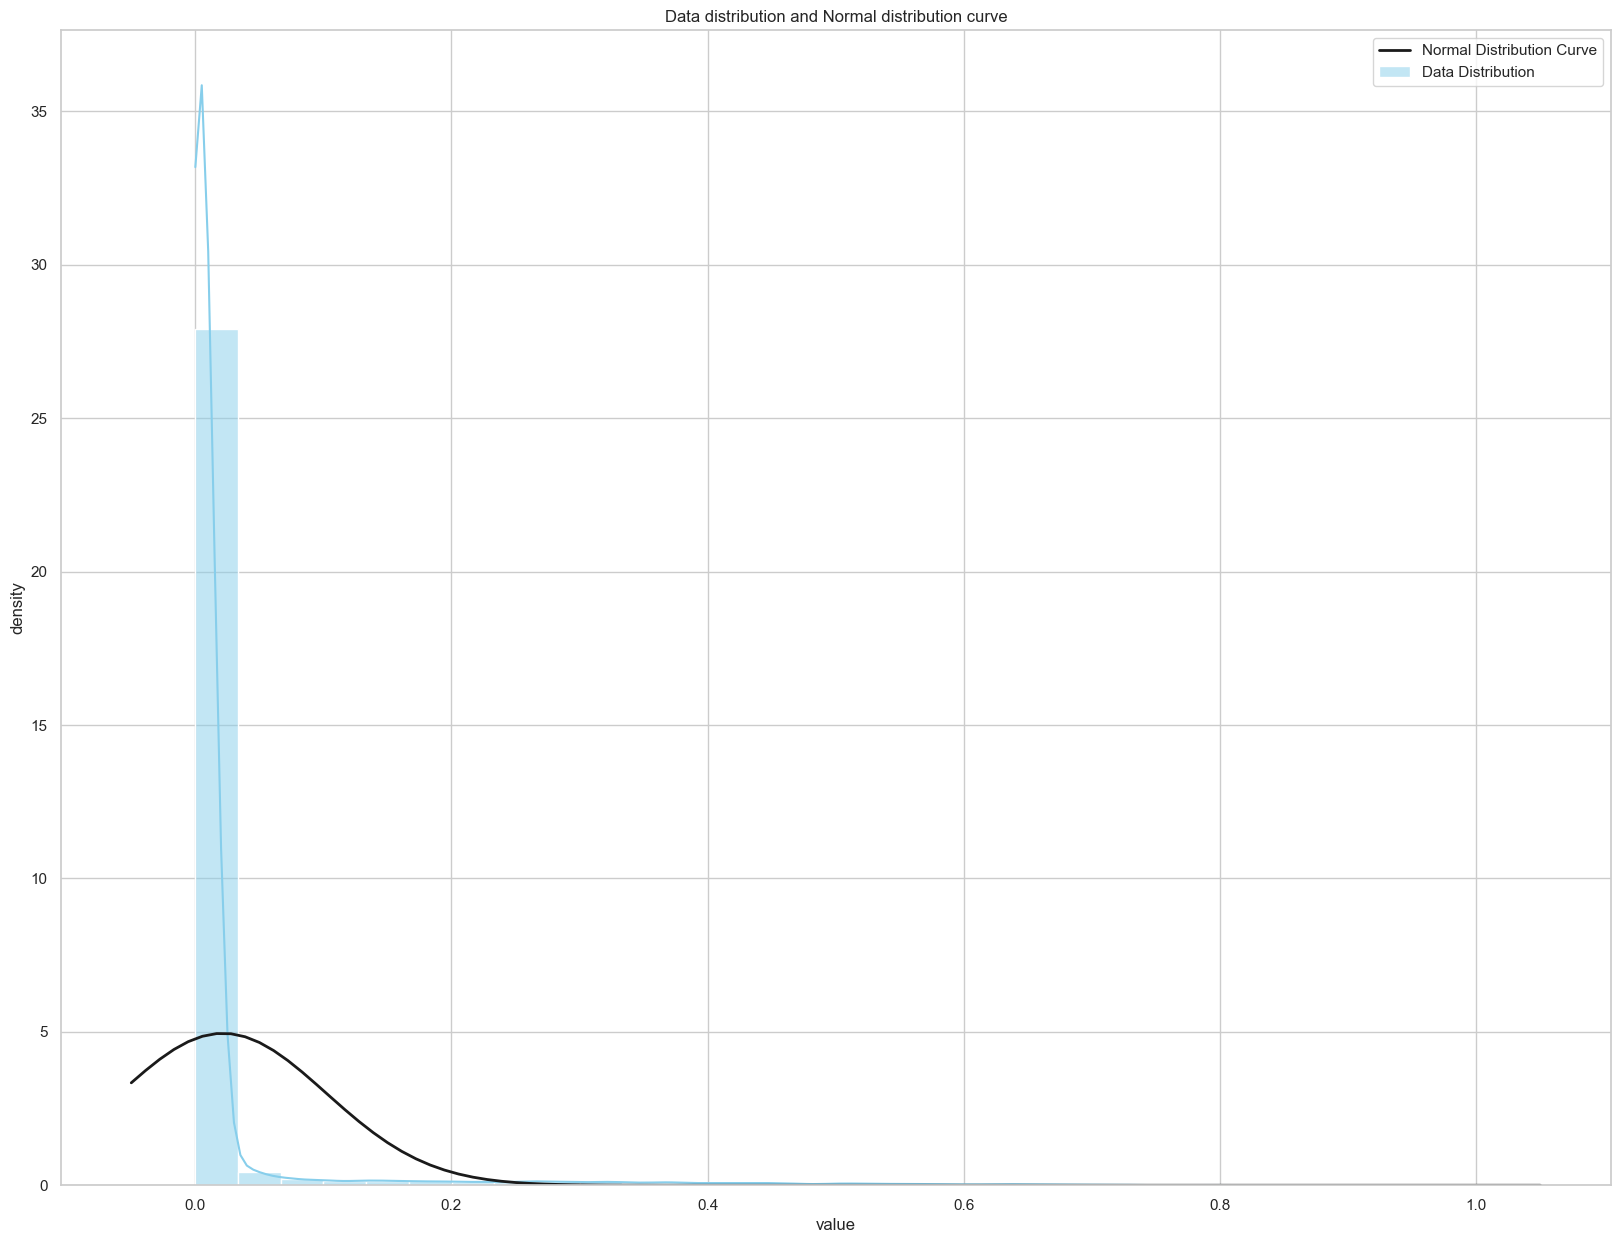 Data distribution and Normal distribution curve
Normal Distribution Curve
Data Distribution
35
30
25
20
15
10
5
0
density
0.0 0.2 0.4 0.6 0.8 1.0
value